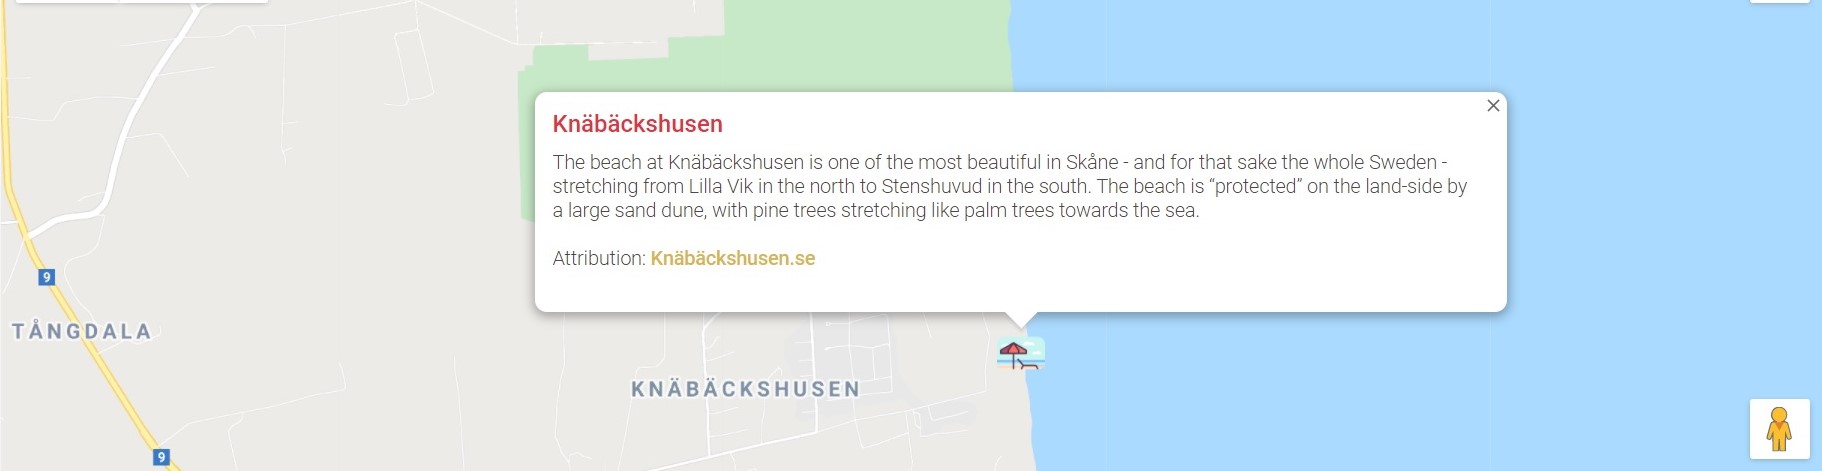 Knäbäckshusen
The beach at Knäbäckshusen is one of the most beautiful in Skåne - and for that sake the whole Sweden -
stretching from Lilla Vik in the north to Stenshuvud in the south. The beach is “protected” on the land-side by
a large sand dune, with pine trees stretching like palm trees towards the sea.
Attribution: Knäbäckshusen.se
9
TÅNGDALA
KNÄBÄCKSHUSEN
9